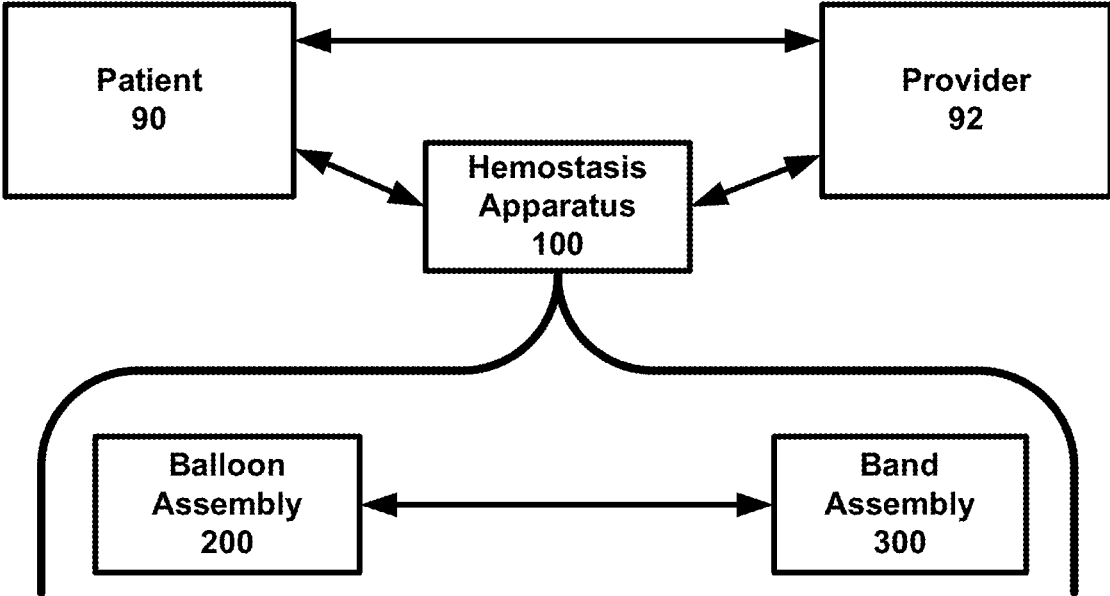 Patient
90
Provider
92
Hemostasis
Apparatus
100
Balloon
Assembly
200
Band
Assembly
300